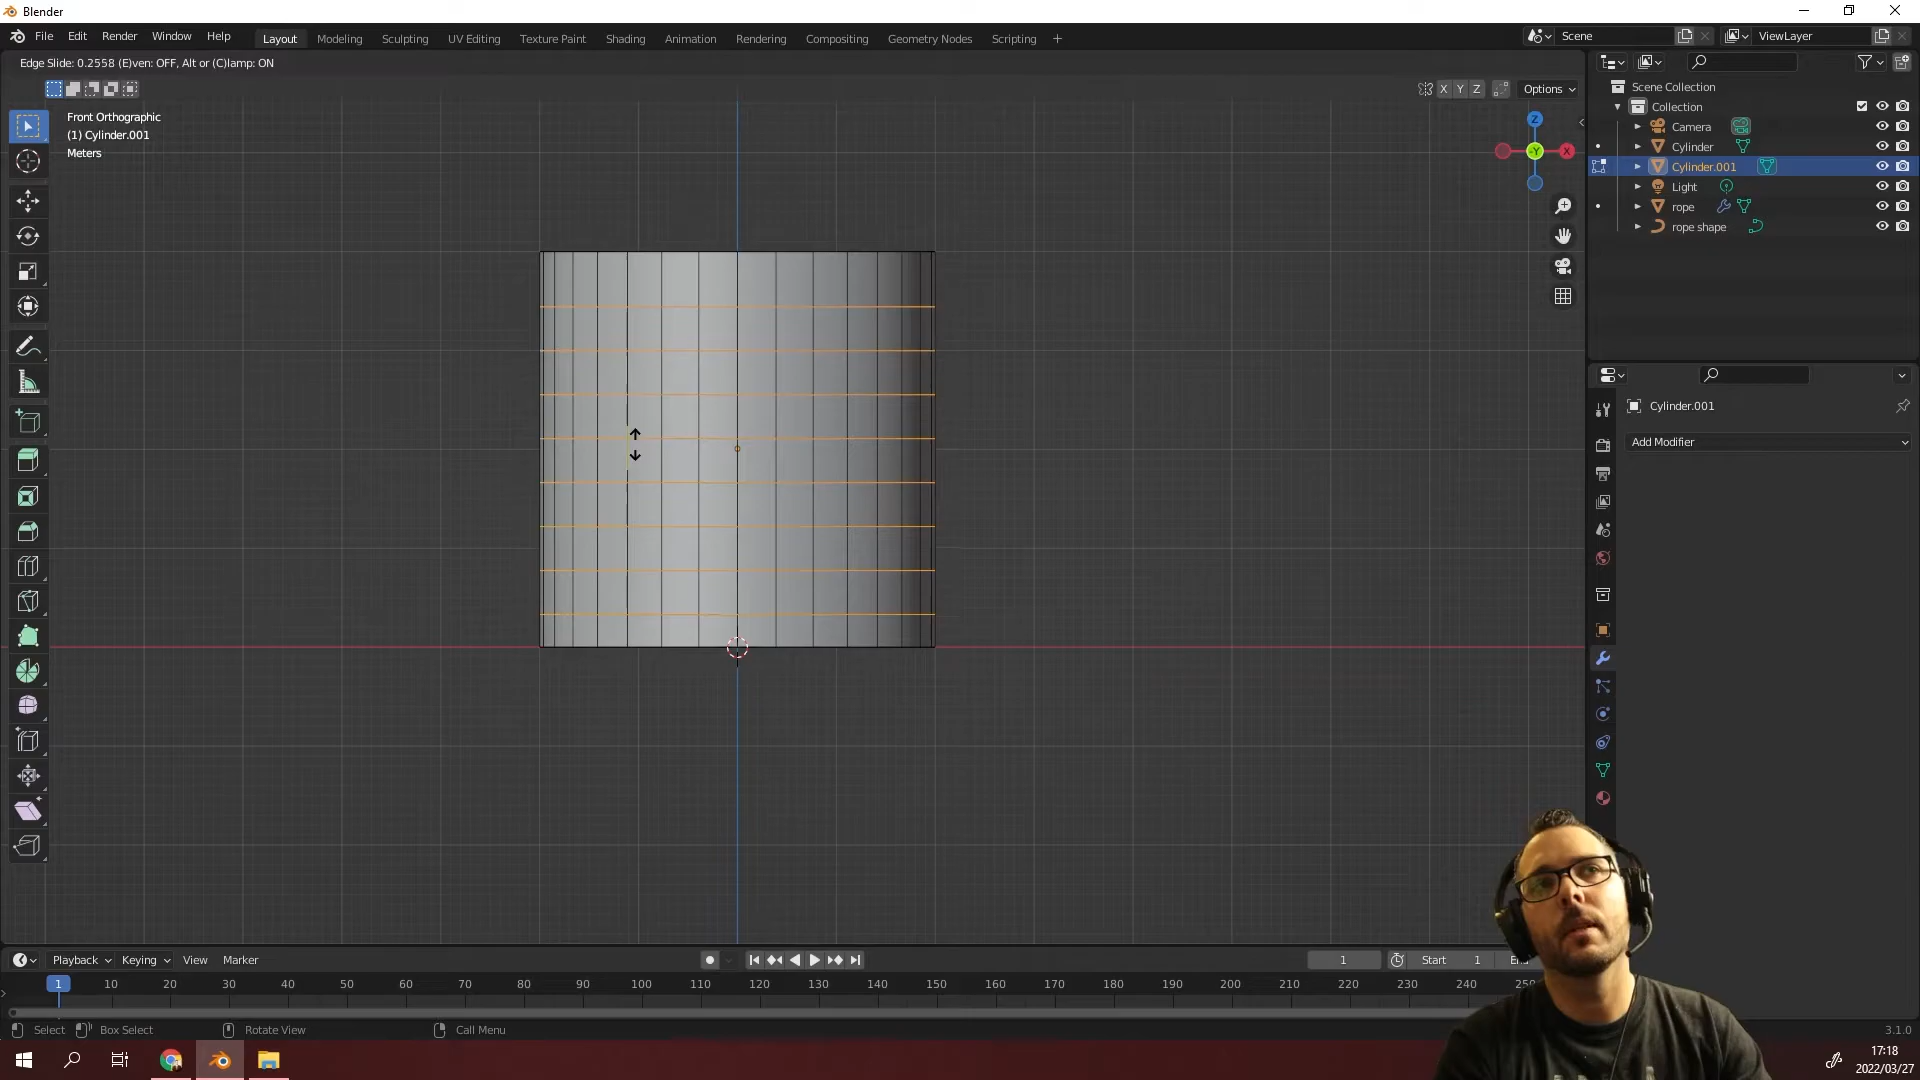 Blender
File Edit Render Window Help
Layout Modeling Sculpting UV Editing Texture Paint Shading Animation Rendering Compositing Geometry Nodes Scripting
Scene
ViewLayer
Edge Slide: 0.2558 (E)ven: OFF, Alt or (C)lamp: ON
X Y Z Options
Front Orthographic
(1) Cylinder.001
Meters
Z
-Y
X
Scene Collection
Collection
Camera
Cylinder
Cylinder.001
Light
rope
rope shape
Cylinder.001
Add Modifier
Playback Keying View Marker
1
Start 1
1 10 20 30 40 50 60 70 80 90 100 110 120 130 140 150 160 170 180 190 200 210 220 230 240
Select Box Select Rotate View Call Menu
3.1.0
17:18
2022/03/27